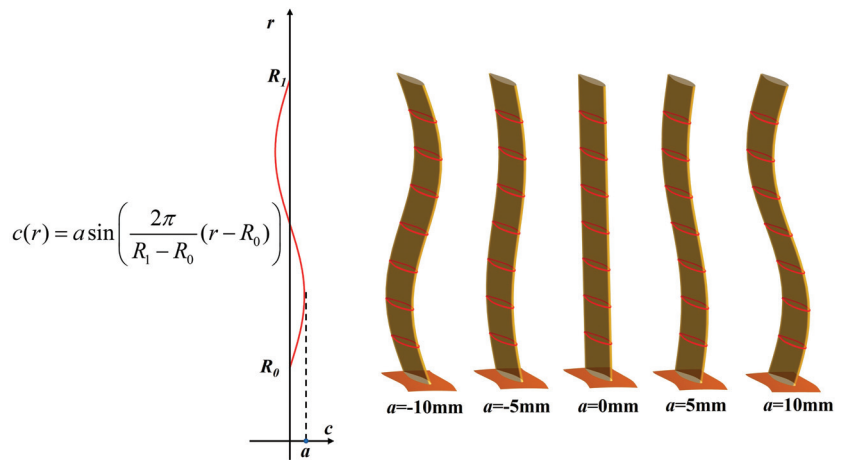 r
R₁
c(r) = a sin(2π/(R₁ − R₀) (r − R₀))
R₀
c
a
a=-10mm
a=-5mm
a=0mm
a=5mm
a=10mm